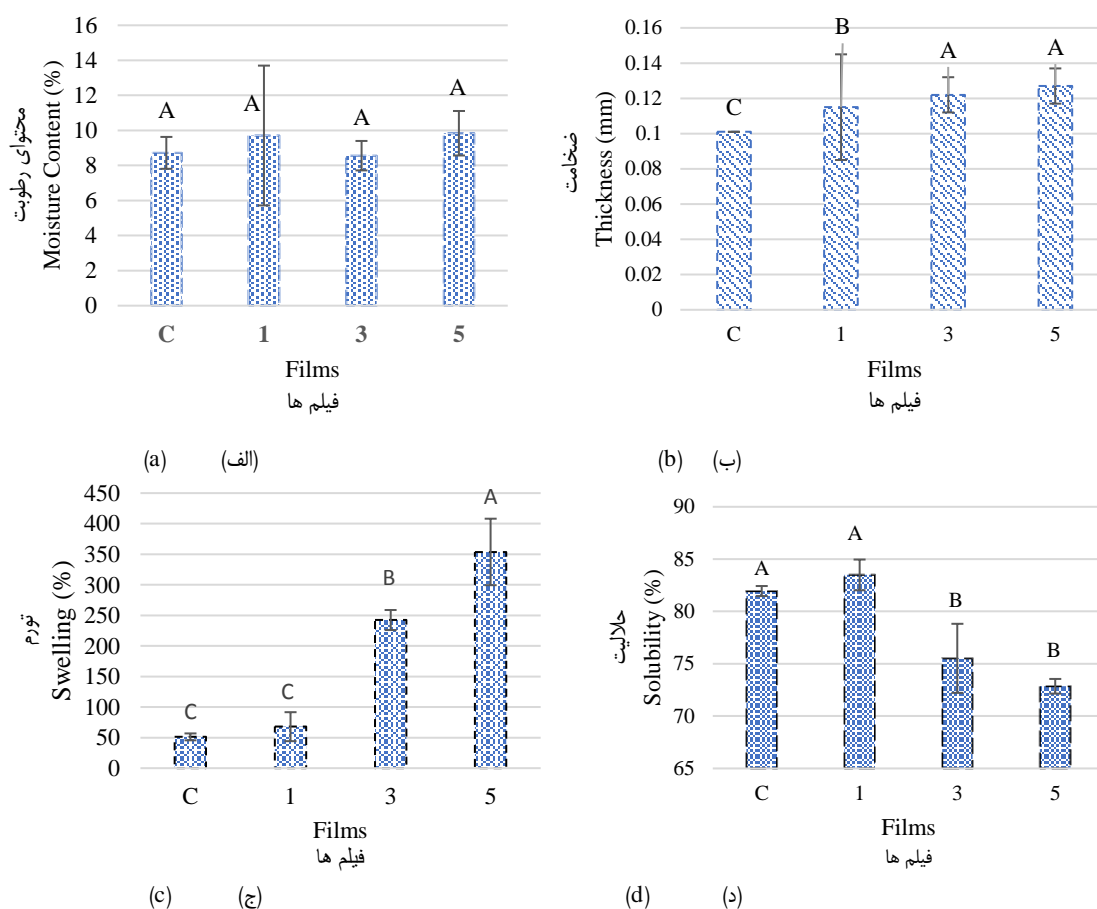 محتوای رطوبت
Moisture Content (%)
16
14
12
10
8
6
4
2
0
A
A
A
A
C
1
3
5
Films
فیلم ها
(a) (الف)
ضخامت
Thickness (mm)
0.16
0.14
0.12
0.1
0.08
0.06
0.04
0.02
0
C
B
A
A
C
1
3
5
Films
فیلم ها
(b) (ب)
تورم
Swelling (%)
450
400
350
300
250
200
150
100
50
0
C
C
B
A
C
1
3
5
Films
فیلم ها
(c) (ج)
حلالیت
Solubility (%)
90
85
80
75
70
65
A
A
B
B
C
1
3
5
Films
فیلم ها
(d) (د)